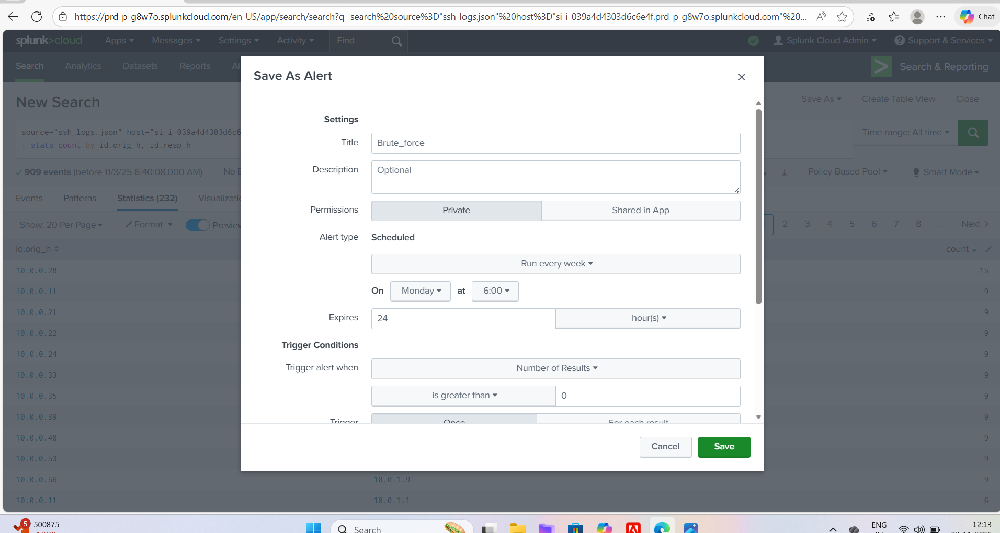 https://prd-p-g8w7o.splunkcloud.com/en-US/app/search/search?q=search%20source%3D"ssh_logs.json"%20host%3D"si-i-039a4d4303d6c6e4f.prd-p-g8w7o.splunkcloud.com"%20...
Chat
splunk>cloud Apps Messages Settings Activity Find Splunk Cloud Admin ? Support & Services
Search Analytics Datasets Reports Al > Search & Reporting
Save As Alert
New Search Save As Create Table View Close
Settings
source="ssh_logs.json" host="si-i-039a4d4303d6c6 Time range: All time
| stats count by id.orig_h, id.resp_h
Title Brute_force
Description Optional
909 events (before 11/3/25 6:40:08.000 AM) No E Policy-Based Pool Smart Mode
Events Patterns Statistics (232) Visualizatio
Permissions Private Shared in App
Show: 20 Per Page Format Preview 1 2 3 4 5 6 7 8 ... Next
Alert type Scheduled
id.orig_h count
Run every week
10.0.0.28 15
On Monday at 6:00
10.0.0.11 9
10.0.0.21 9
Expires 24 hour(s)
10.0.0.22 9
Trigger Conditions
10.0.0.24 9
Trigger alert when Number of Results
10.0.0.33 9
is greater than 0
10.0.0.35 9
10.0.0.39 9
Trigger Once For each result
10.0.0.48 9
Cancel Save
10.0.0.53 9
10.0.0.56 10.0.1.9 9
10.0.0.11 10.0.1.1 6
5 500875
Search
ENG
12:13